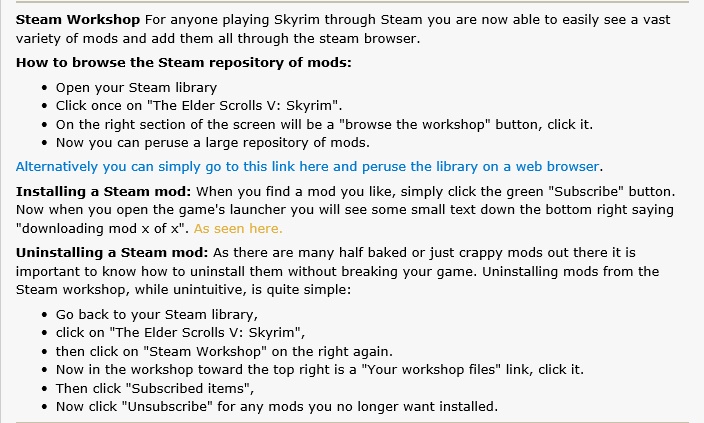 Steam Workshop For anyone playing Skyrim through Steam you are now able to easily see a vast
variety of mods and add them all through the steam browser.
How to browse the Steam repository of mods:
• Open your Steam library
• Click once on "The Elder Scrolls V: Skyrim".
• On the right section of the screen will be a "browse the workshop" button, click it.
• Now you can peruse a large repository of mods.
Alternatively you can simply go to this link here and peruse the library on a web browser.
Installing a Steam mod: When you find a mod you like, simply click the green "Subscribe" button.
Now when you open the game's launcher you will see some small text down the bottom right saying
"downloading mod x of x". As seen here.
Uninstalling a Steam mod: As there are many half baked or just crappy mods out there it is
important to know how to uninstall them without breaking your game. Uninstalling mods from the
Steam workshop, while unintuitive, is quite simple:
• Go back to your Steam library,
• click on "The Elder Scrolls V: Skyrim",
• then click on "Steam Workshop" on the right again.
• Now in the workshop toward the top right is a "Your workshop files" link, click it.
• Then click "Subscribed items",
• Now click "Unsubscribe" for any mods you no longer want installed.